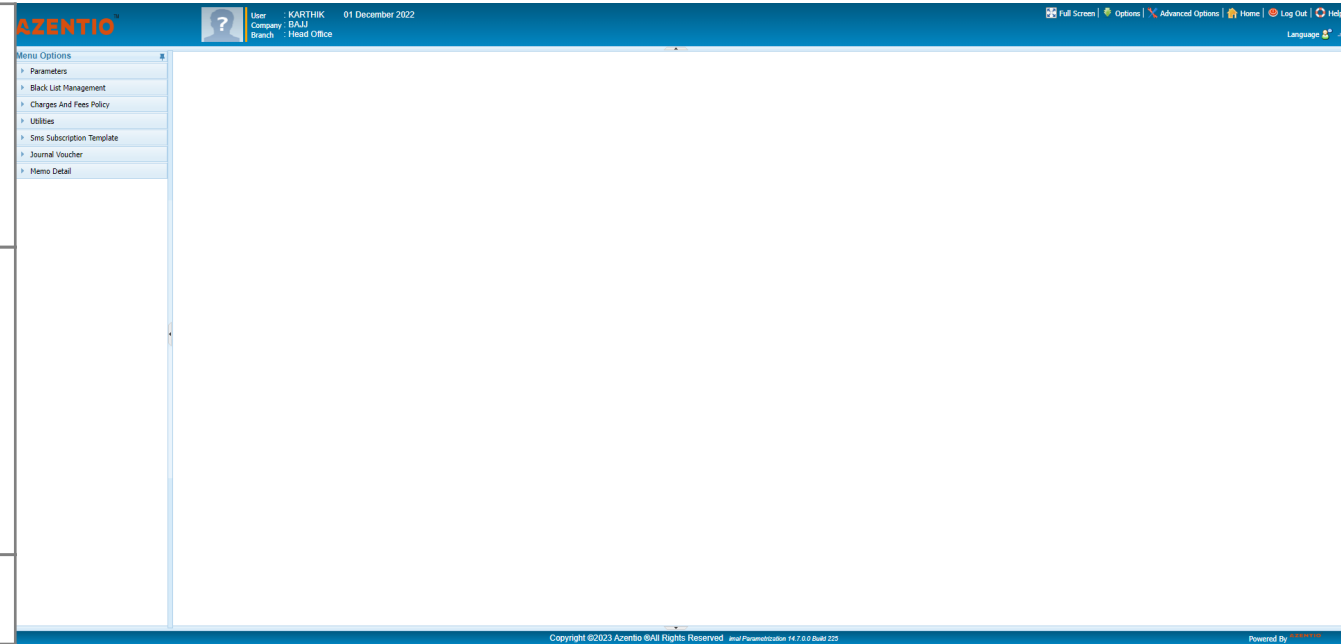 AZENTIO™
User : KARTHIK 01 December 2022
Company : BAJJ
Branch : Head Office
Full Screen | Options | Advanced Options | Home | Log Out | Help
Language
Menu Options
Parameters
Black List Management
Charges And Fees Policy
Utilities
Sms Subscription Template
Journal Voucher
Memo Detail
Copyright ©2023 Azentio ®All Rights Reserved imal Parametrization 14.7.0.0 Build 225
Powered By AZENTIO